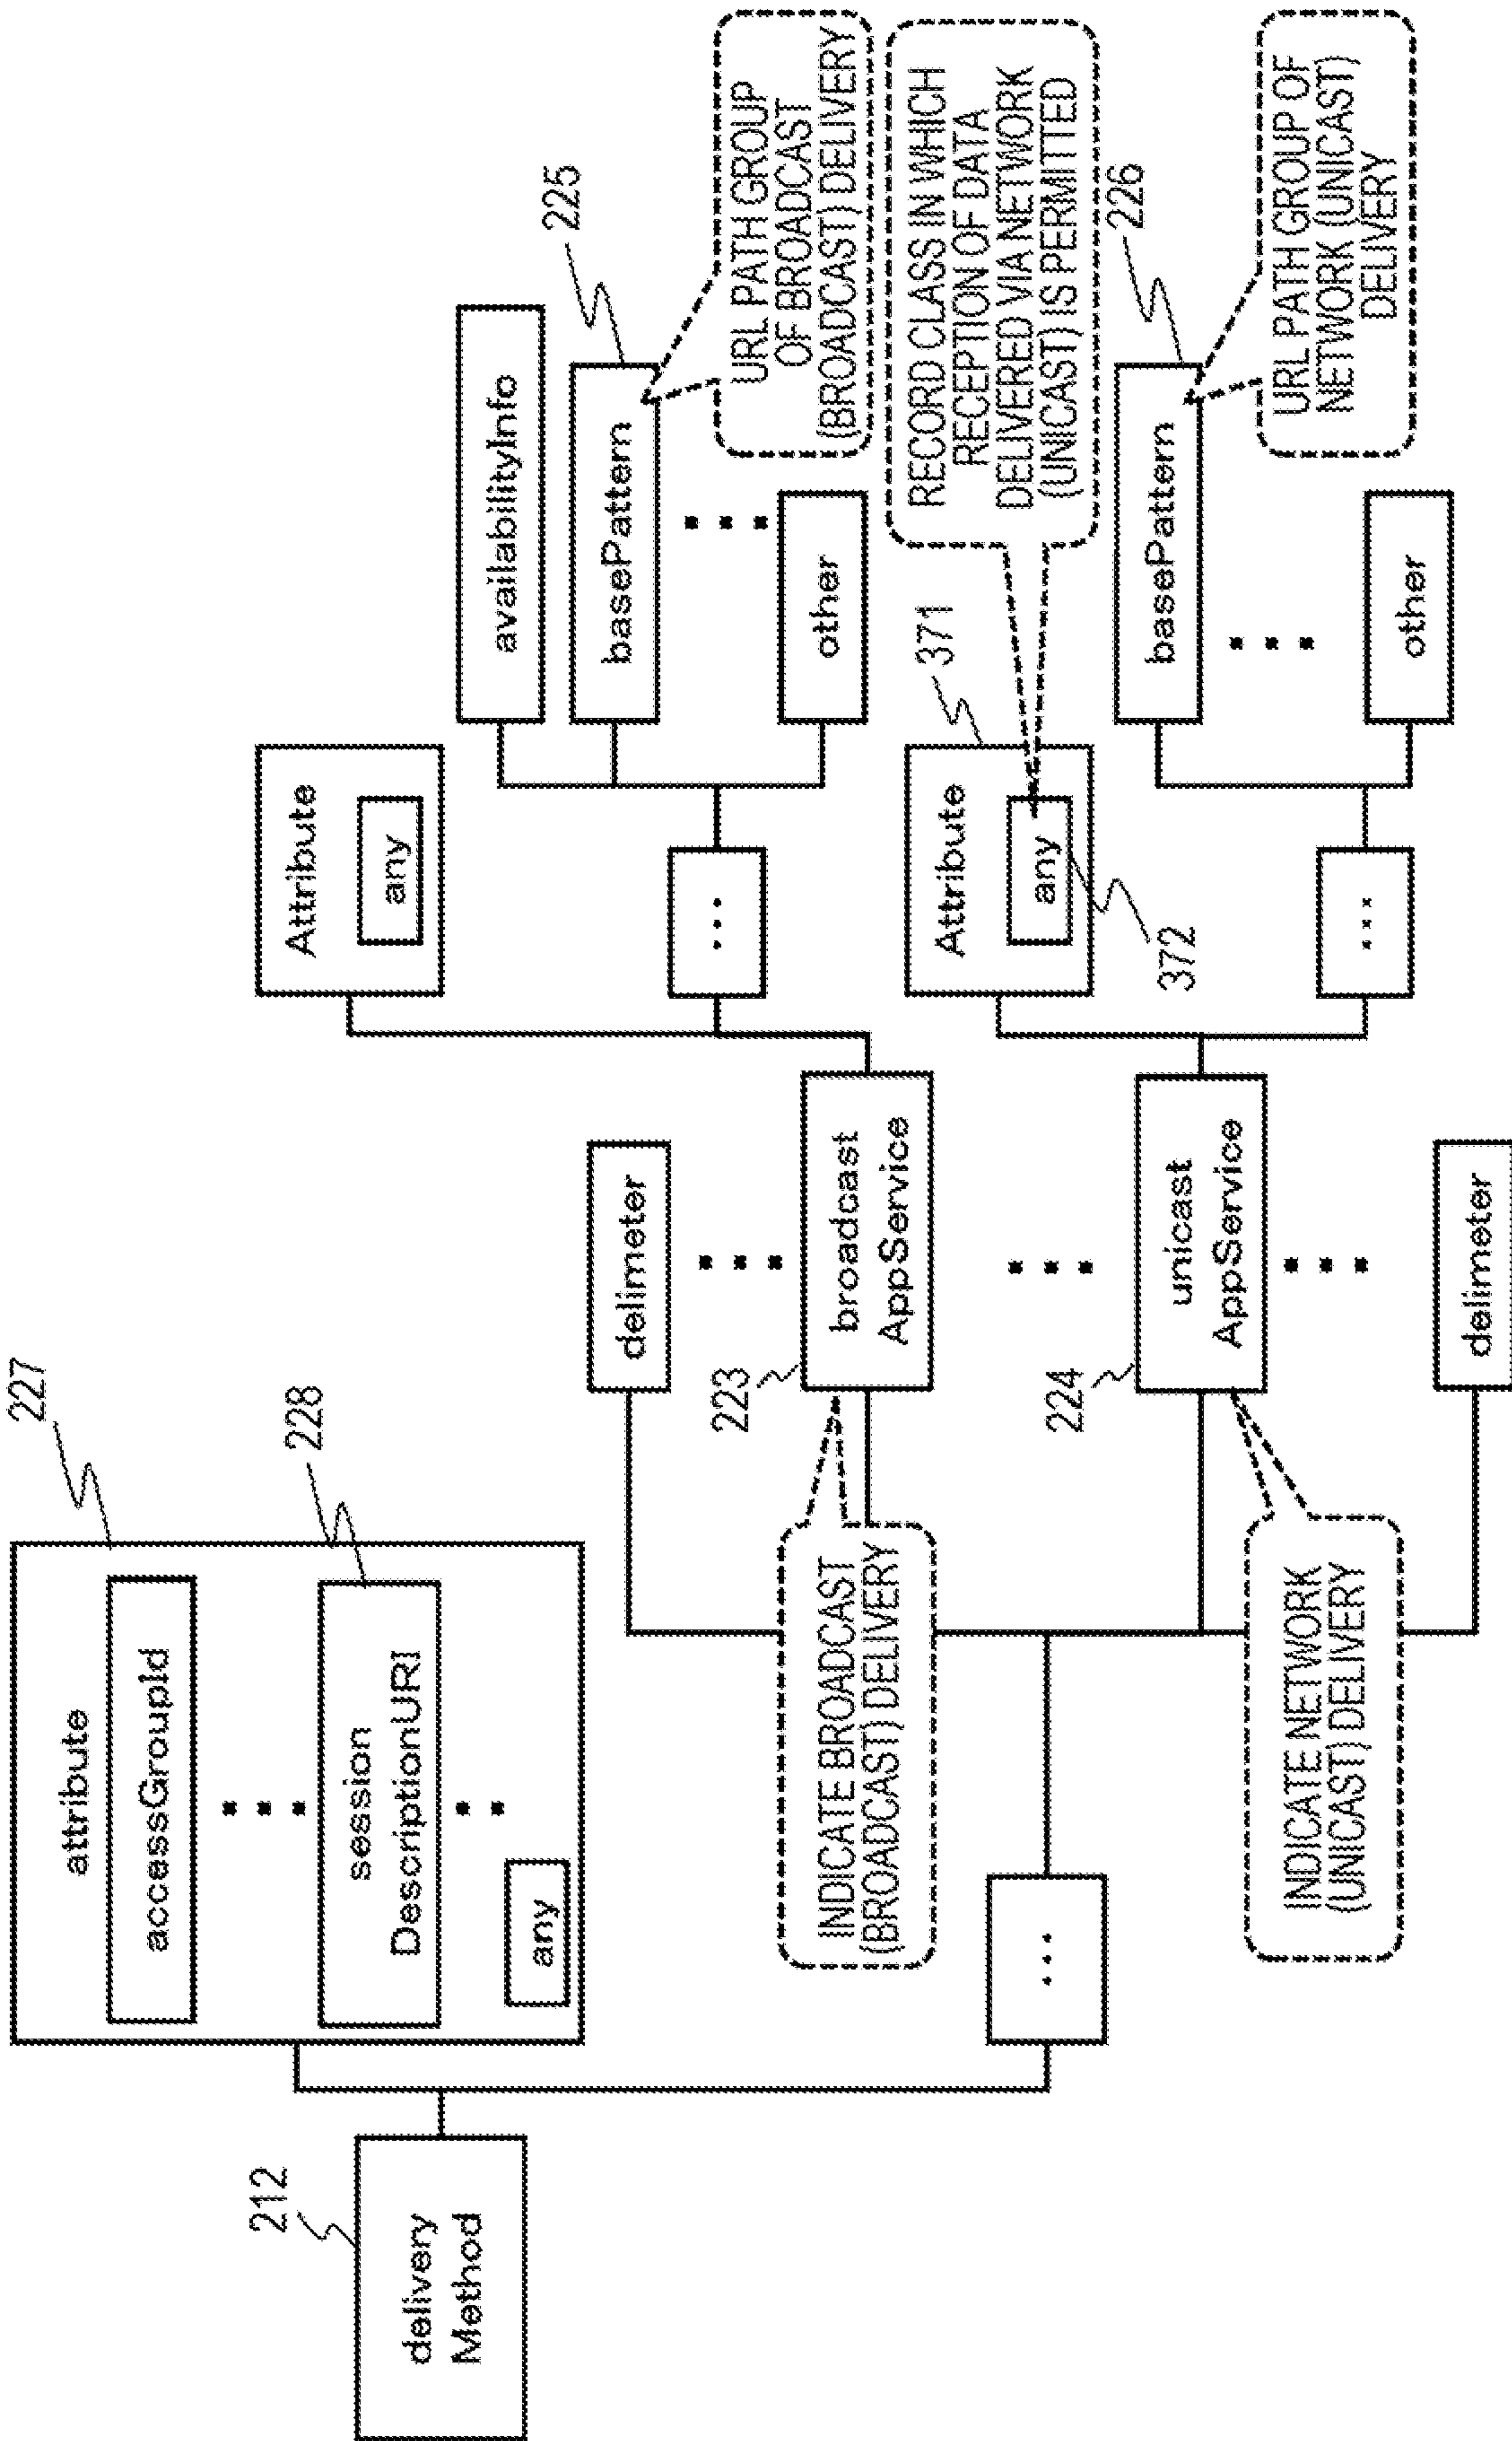 212
delivery
Method
227
attribute
accessGroupId
228
session
DescriptionURI
any
...
delimeter
INDICATE BROADCAST
(BROADCAST) DELIVERY
223
broadcast
AppService
INDICATE NETWORK
(UNICAST) DELIVERY
224
unicast
AppService
delimeter
Attribute
any
...
availabilityInfo
225
basePattern
URL PATH GROUP
OF BROADCAST
(BROADCAST) DELIVERY
other
371
Attribute
any
372
RECORD CLASS IN WHICH
RECEPTION OF DATA
DELIVERED VIA NETWORK
(UNICAST) IS PERMITTED
...
226
basePattern
URL PATH GROUP OF
NETWORK (UNICAST)
DELIVERY
other